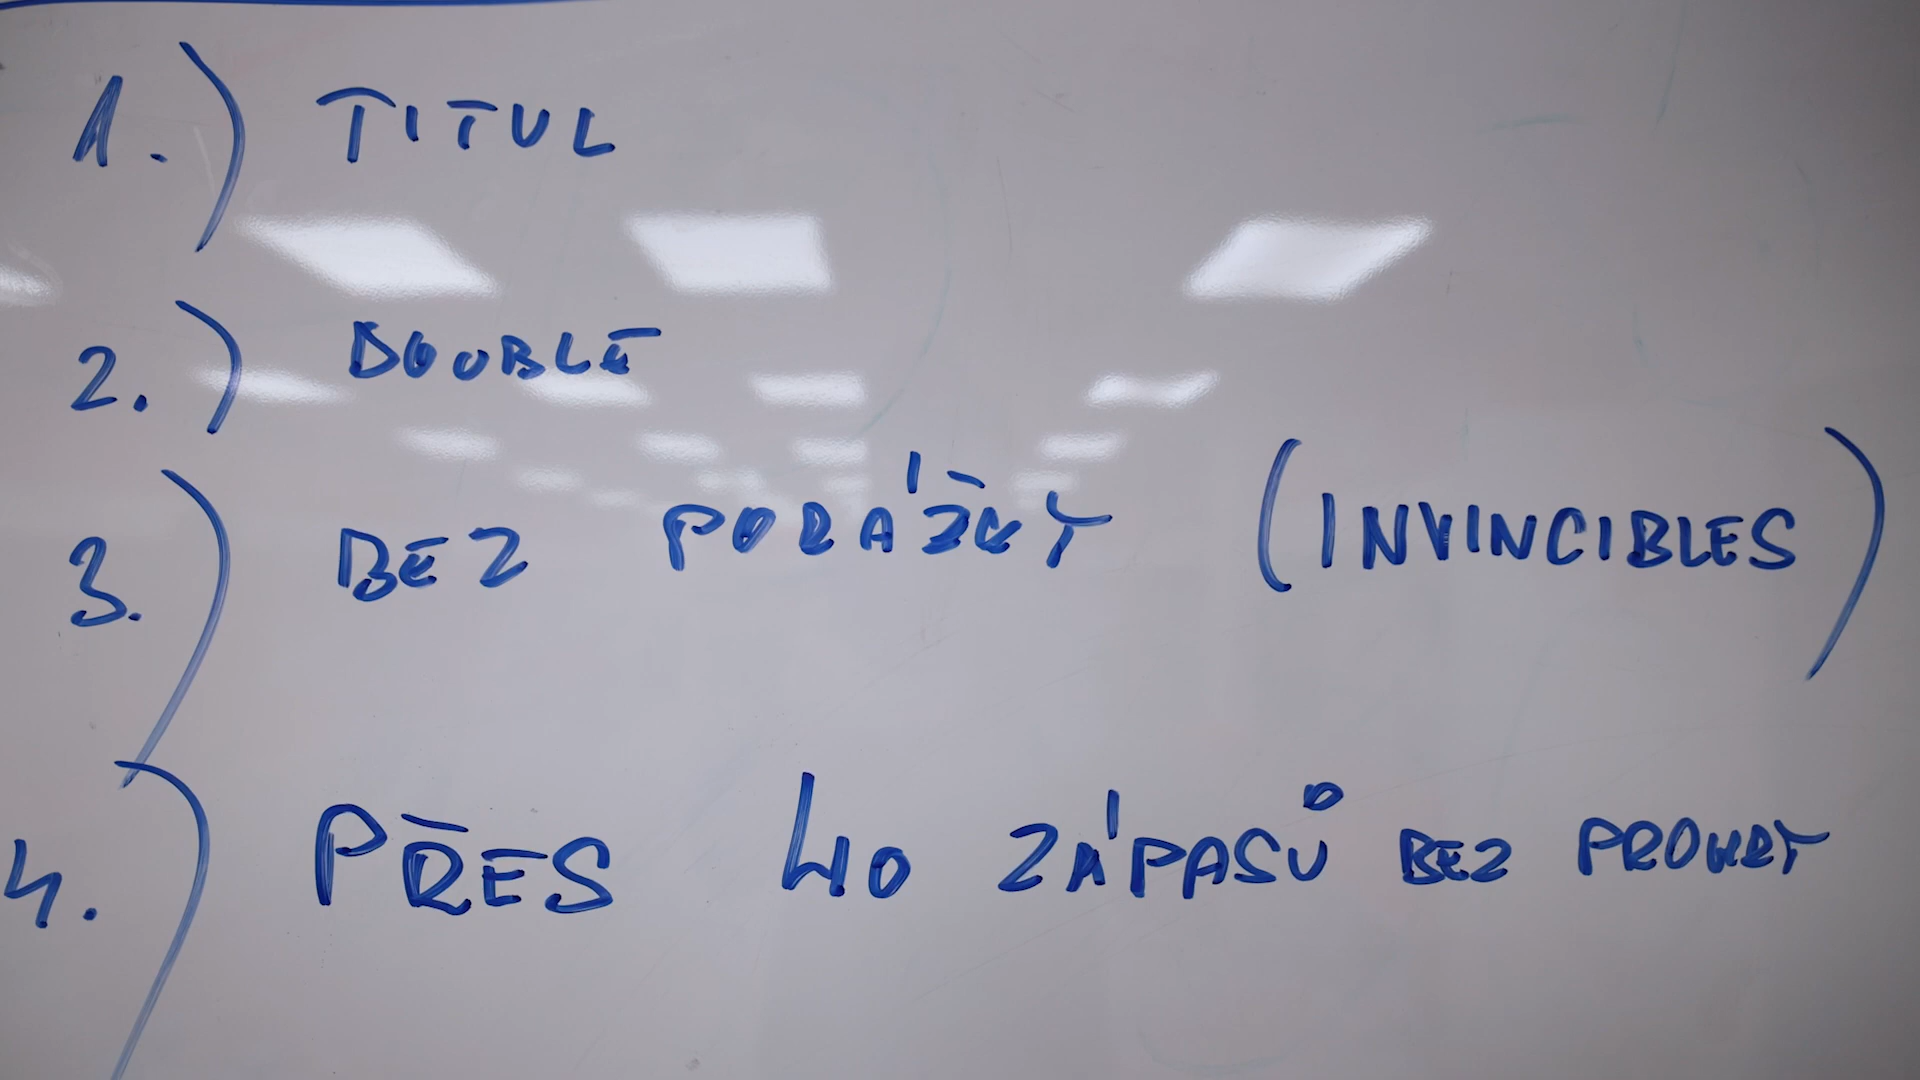 1.) TITUL
2.) DOUBLE
3.) BEZ PORÁŽKY (INVINCIBLES)
4.) PŘES 40 ZÁPASŮ BEZ PROHRY